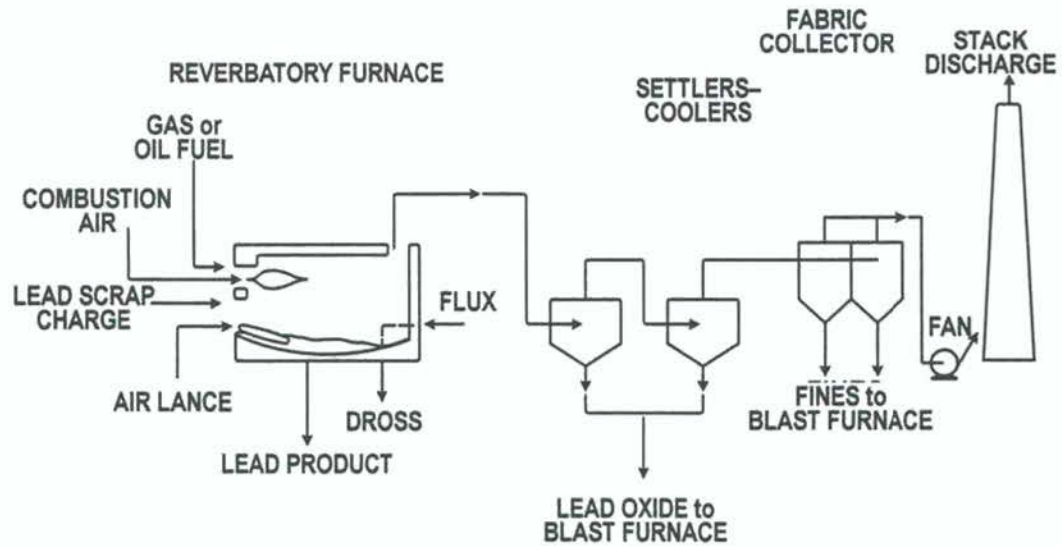 FABRIC
COLLECTOR
STACK
DISCHARGE
REVERBATORY FURNACE
SETTLERS–
COOLERS
GAS or
OIL FUEL
COMBUSTION
AIR
LEAD SCRAP
CHARGE
FLUX
AIR LANCE
DROSS
LEAD PRODUCT
FAN
FINES to
BLAST FURNACE
LEAD OXIDE to
BLAST FURNACE